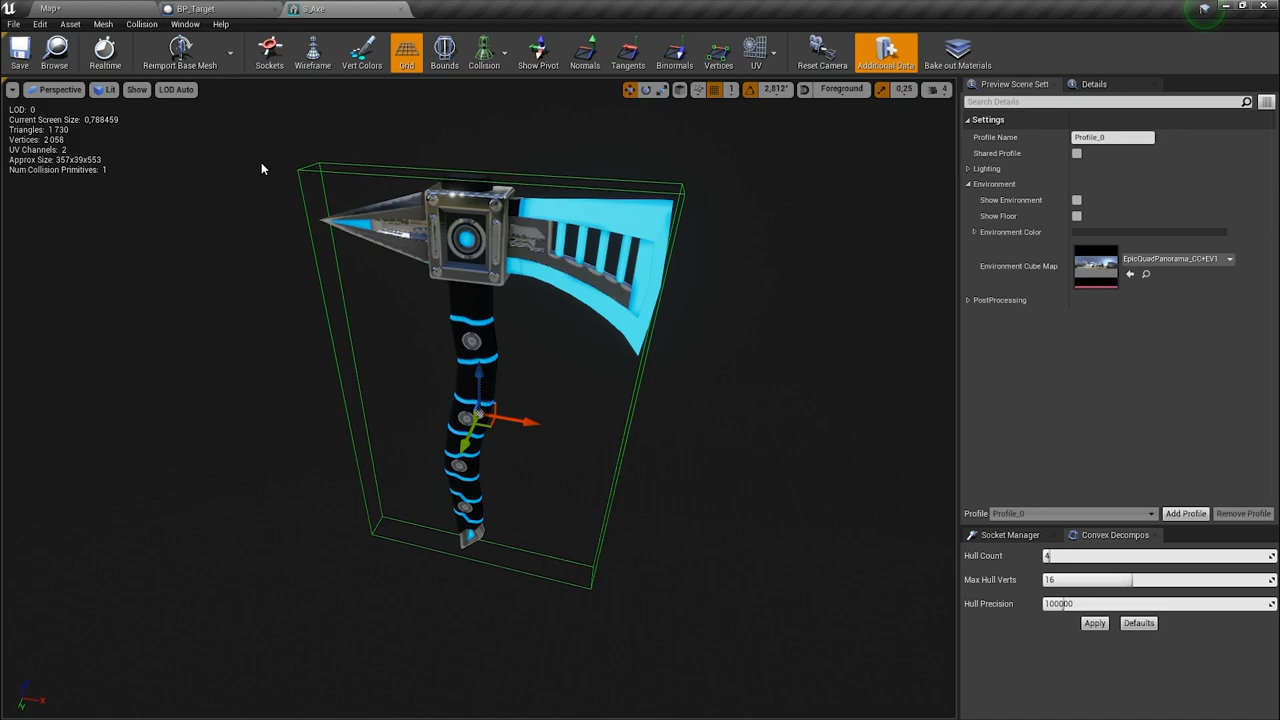 Map*
BP_Target
S_Axe
File Edit Asset Mesh Collision Window Help
Save Browse Realtime Reimport Base Mesh Sockets Wireframe Vert Colors Grid Bounds Collision Show Pivot Normals Tangents Binormals Vertices UV Reset Camera Additional Data Bake out Materials
Perspective Lit Show LOD Auto
1 2,812° Foreground 0,25 4
LOD: 0
Current Screen Size: 0,788459
Triangles: 1 730
Vertices: 2 058
UV Channels: 2
Approx Size: 357x39x553
Num Collision Primitives: 1
Preview Scene Sett Details
Search Details
Settings
Profile Name Profile_0
Shared Profile
Lighting
Environment
Show Environment
Show Floor
Environment Color
Environment Cube Map EpicQuadPanorama_CC+EV1
PostProcessing
Profile Profile_0 Add Profile Remove Profile
Socket Manager Convex Decompos
Hull Count 4
Max Hull Verts 16
Hull Precision 100000
Apply Defaults
Z
X
Y